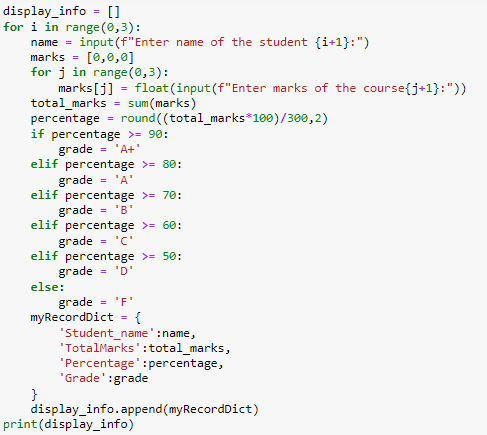 display_info = []
for i in range(0,3):
    name = input(f"Enter name of the student {i+1}:")
    marks = [0,0,0]
    for j in range(0,3):
        marks[j] = float(input(f"Enter marks of the course{j+1}:"))
    total_marks = sum(marks)
    percentage = round((total_marks*100)/300,2)
    if percentage >= 90:
        grade = 'A+'
    elif percentage >= 80:
        grade = 'A'
    elif percentage >= 70:
        grade = 'B'
    elif percentage >= 60:
        grade = 'C'
    elif percentage >= 50:
        grade = 'D'
    else:
        grade = 'F'
    myRecordDict = {
        'Student_name':name,
        'TotalMarks':total_marks,
        'Percentage':percentage,
        'Grade':grade
    }
    display_info.append(myRecordDict)
print(display_info)